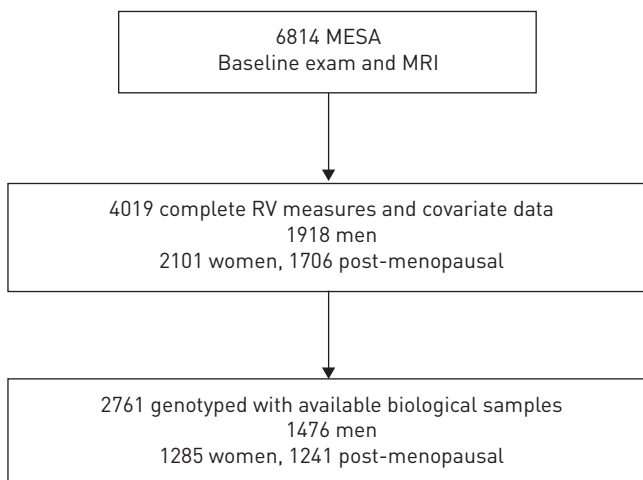 6814 MESA
Baseline exam and MRI
4019 complete RV measures and covariate data
1918 men
2101 women, 1706 post-menopausal
2761 genotyped with available biological samples
1476 men
1285 women, 1241 post-menopausal